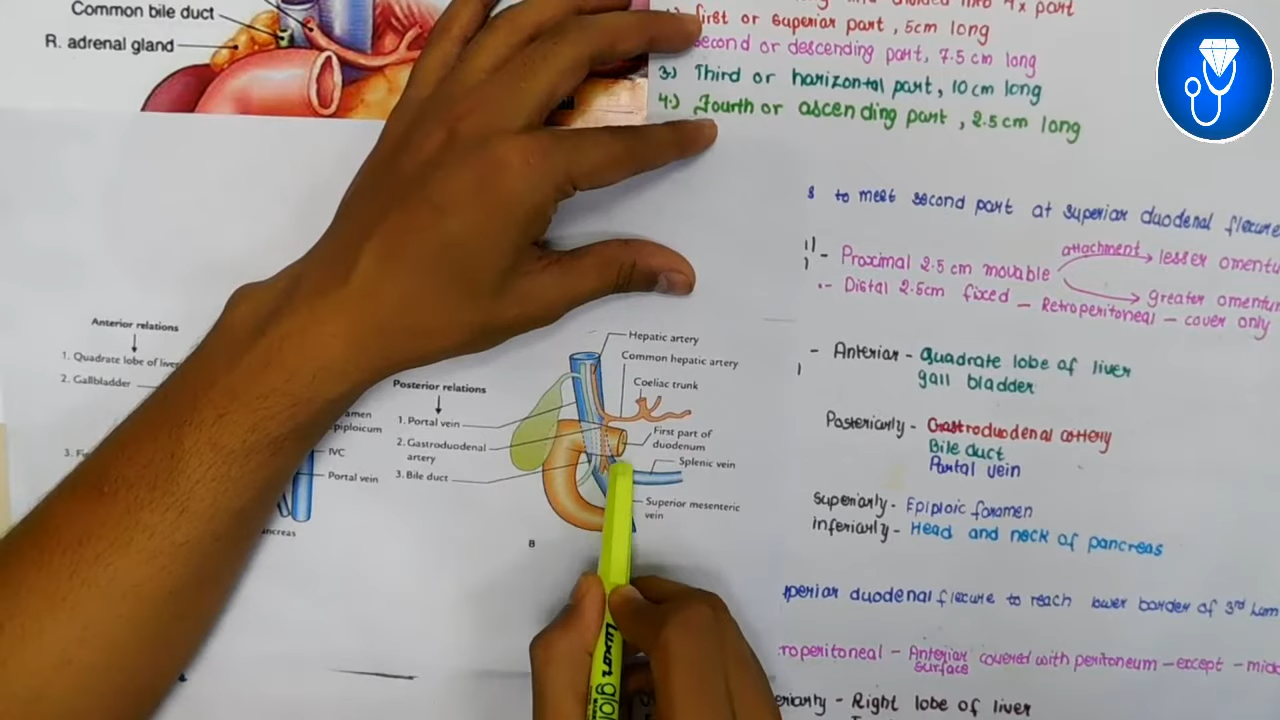 Common bile duct
R. adrenal gland
4x part
first or superior part, 5cm long
second or descending part, 7.5 cm long
3.) Third or harizontal part, 10 cm long
4.) Fourth or ascending part, 2.5 cm long
to meet second part at superior duodenal flexure
- Proximal 2.5 cm movable
attachment → lesser
→ greater
- Distal 2.5cm fixed - Retroperitoneal - cover only
- Anterior - quadrate lobe of liver
gall bladder
Posteriorly - Gastroduodenal artery
Bile duct
Portal vein
Superiorly - Epiploic foramen
inferiorly - Head and neck of pancreas
duodenal flexure to reach lower border of 3rd Lum
- Anterior surface covered with peritoneum - except -
- Right lobe of liver
Anterior relations
1. Quadrate lobe of liver
2. Gallbladder
3.
IVC
Portal vein
Posterior relations
1. Portal vein
2. Gastroduodenal
artery
3. Bile duct
Hepatic artery
Common hepatic artery
Coeliac trunk
First part of
duodenum
Splenic vein
Superior mesenteric
vein
B
Luxor